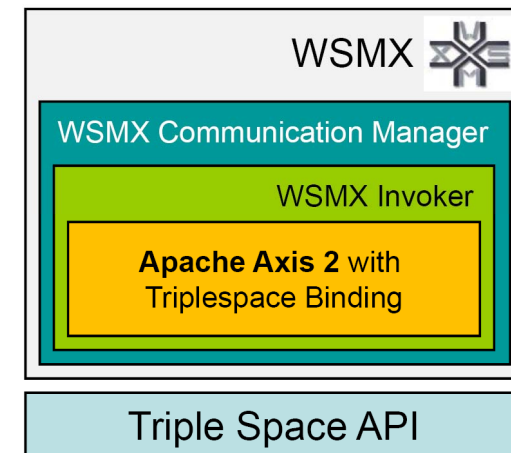 WSMX
WSMX Communication Manager
WSMX Invoker
Apache Axis 2 with
Triplespace Binding
Triple Space API